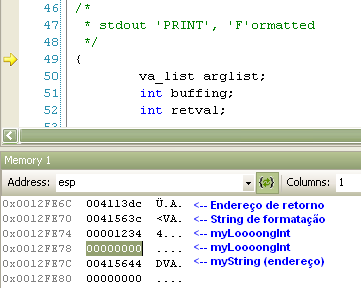 46 /*
47 * stdout 'PRINT', 'F'ormatted
48 */
49 {
50 va_list arglist;
51 int buffing;
52 int retval;
Memory 1
Address: esp Columns: 1
0x0012FE6C 004113dc Ü.A. <-- Endereço de retorno
0x0012FE70 0041563c <VA. <-- String de formatação
0x0012FE74 00001234 4... <-- myLoooongInt
0x0012FE78 00000000 .... <-- myLoooongInt
0x0012FE7C 00415644 DVA. <-- myString (endereço)
0x0012FE80 00000000 ....